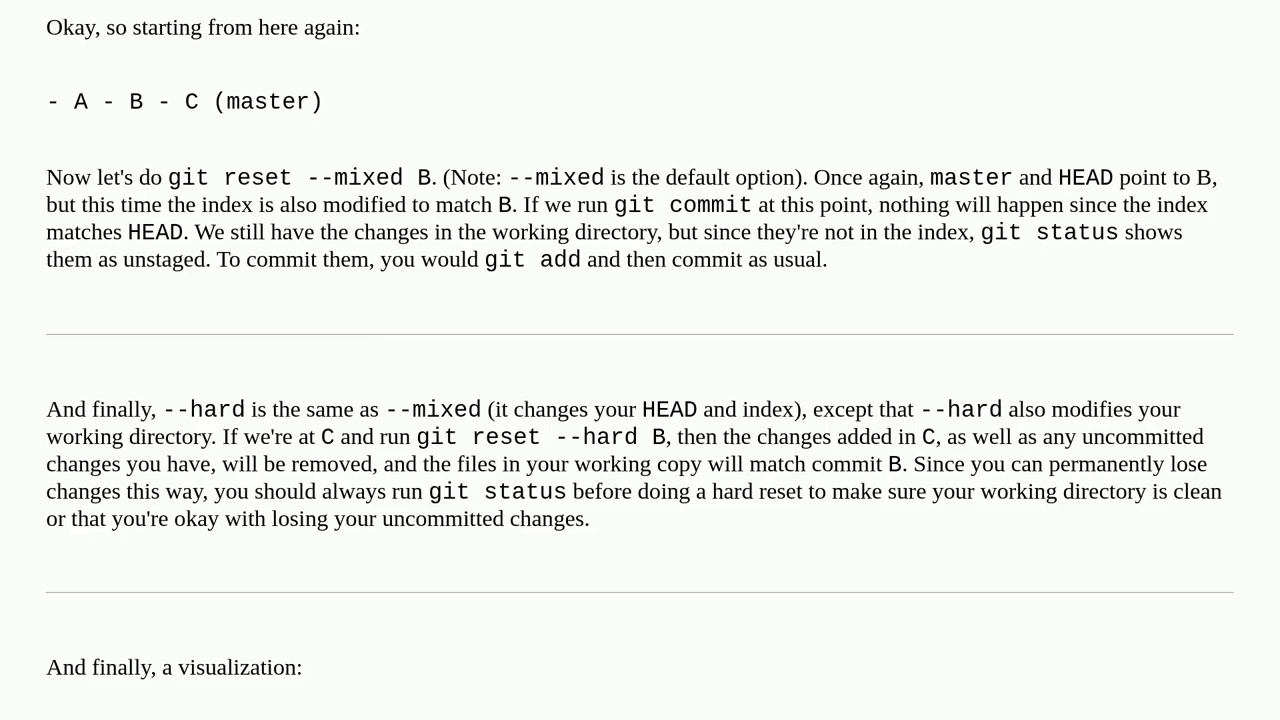 Okay, so starting from here again:
- A - B - C (master)
Now let's do git reset --mixed B. (Note: --mixed is the default option). Once again, master and HEAD point to B,
but this time the index is also modified to match B. If we run git commit at this point, nothing will happen since the index
matches HEAD. We still have the changes in the working directory, but since they're not in the index, git status shows
them as unstaged. To commit them, you would git add and then commit as usual.
And finally, --hard is the same as --mixed (it changes your HEAD and index), except that --hard also modifies your
working directory. If we're at C and run git reset --hard B, then the changes added in C, as well as any uncommitted
changes you have, will be removed, and the files in your working copy will match commit B. Since you can permanently lose
changes this way, you should always run git status before doing a hard reset to make sure your working directory is clean
or that you're okay with losing your uncommitted changes.
And finally, a visualization: